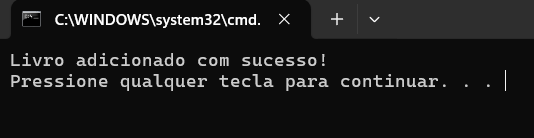 C:\WINDOWS\system32\cmd.
Livro adicionado com sucesso!
Pressione qualquer tecla para continuar. . .